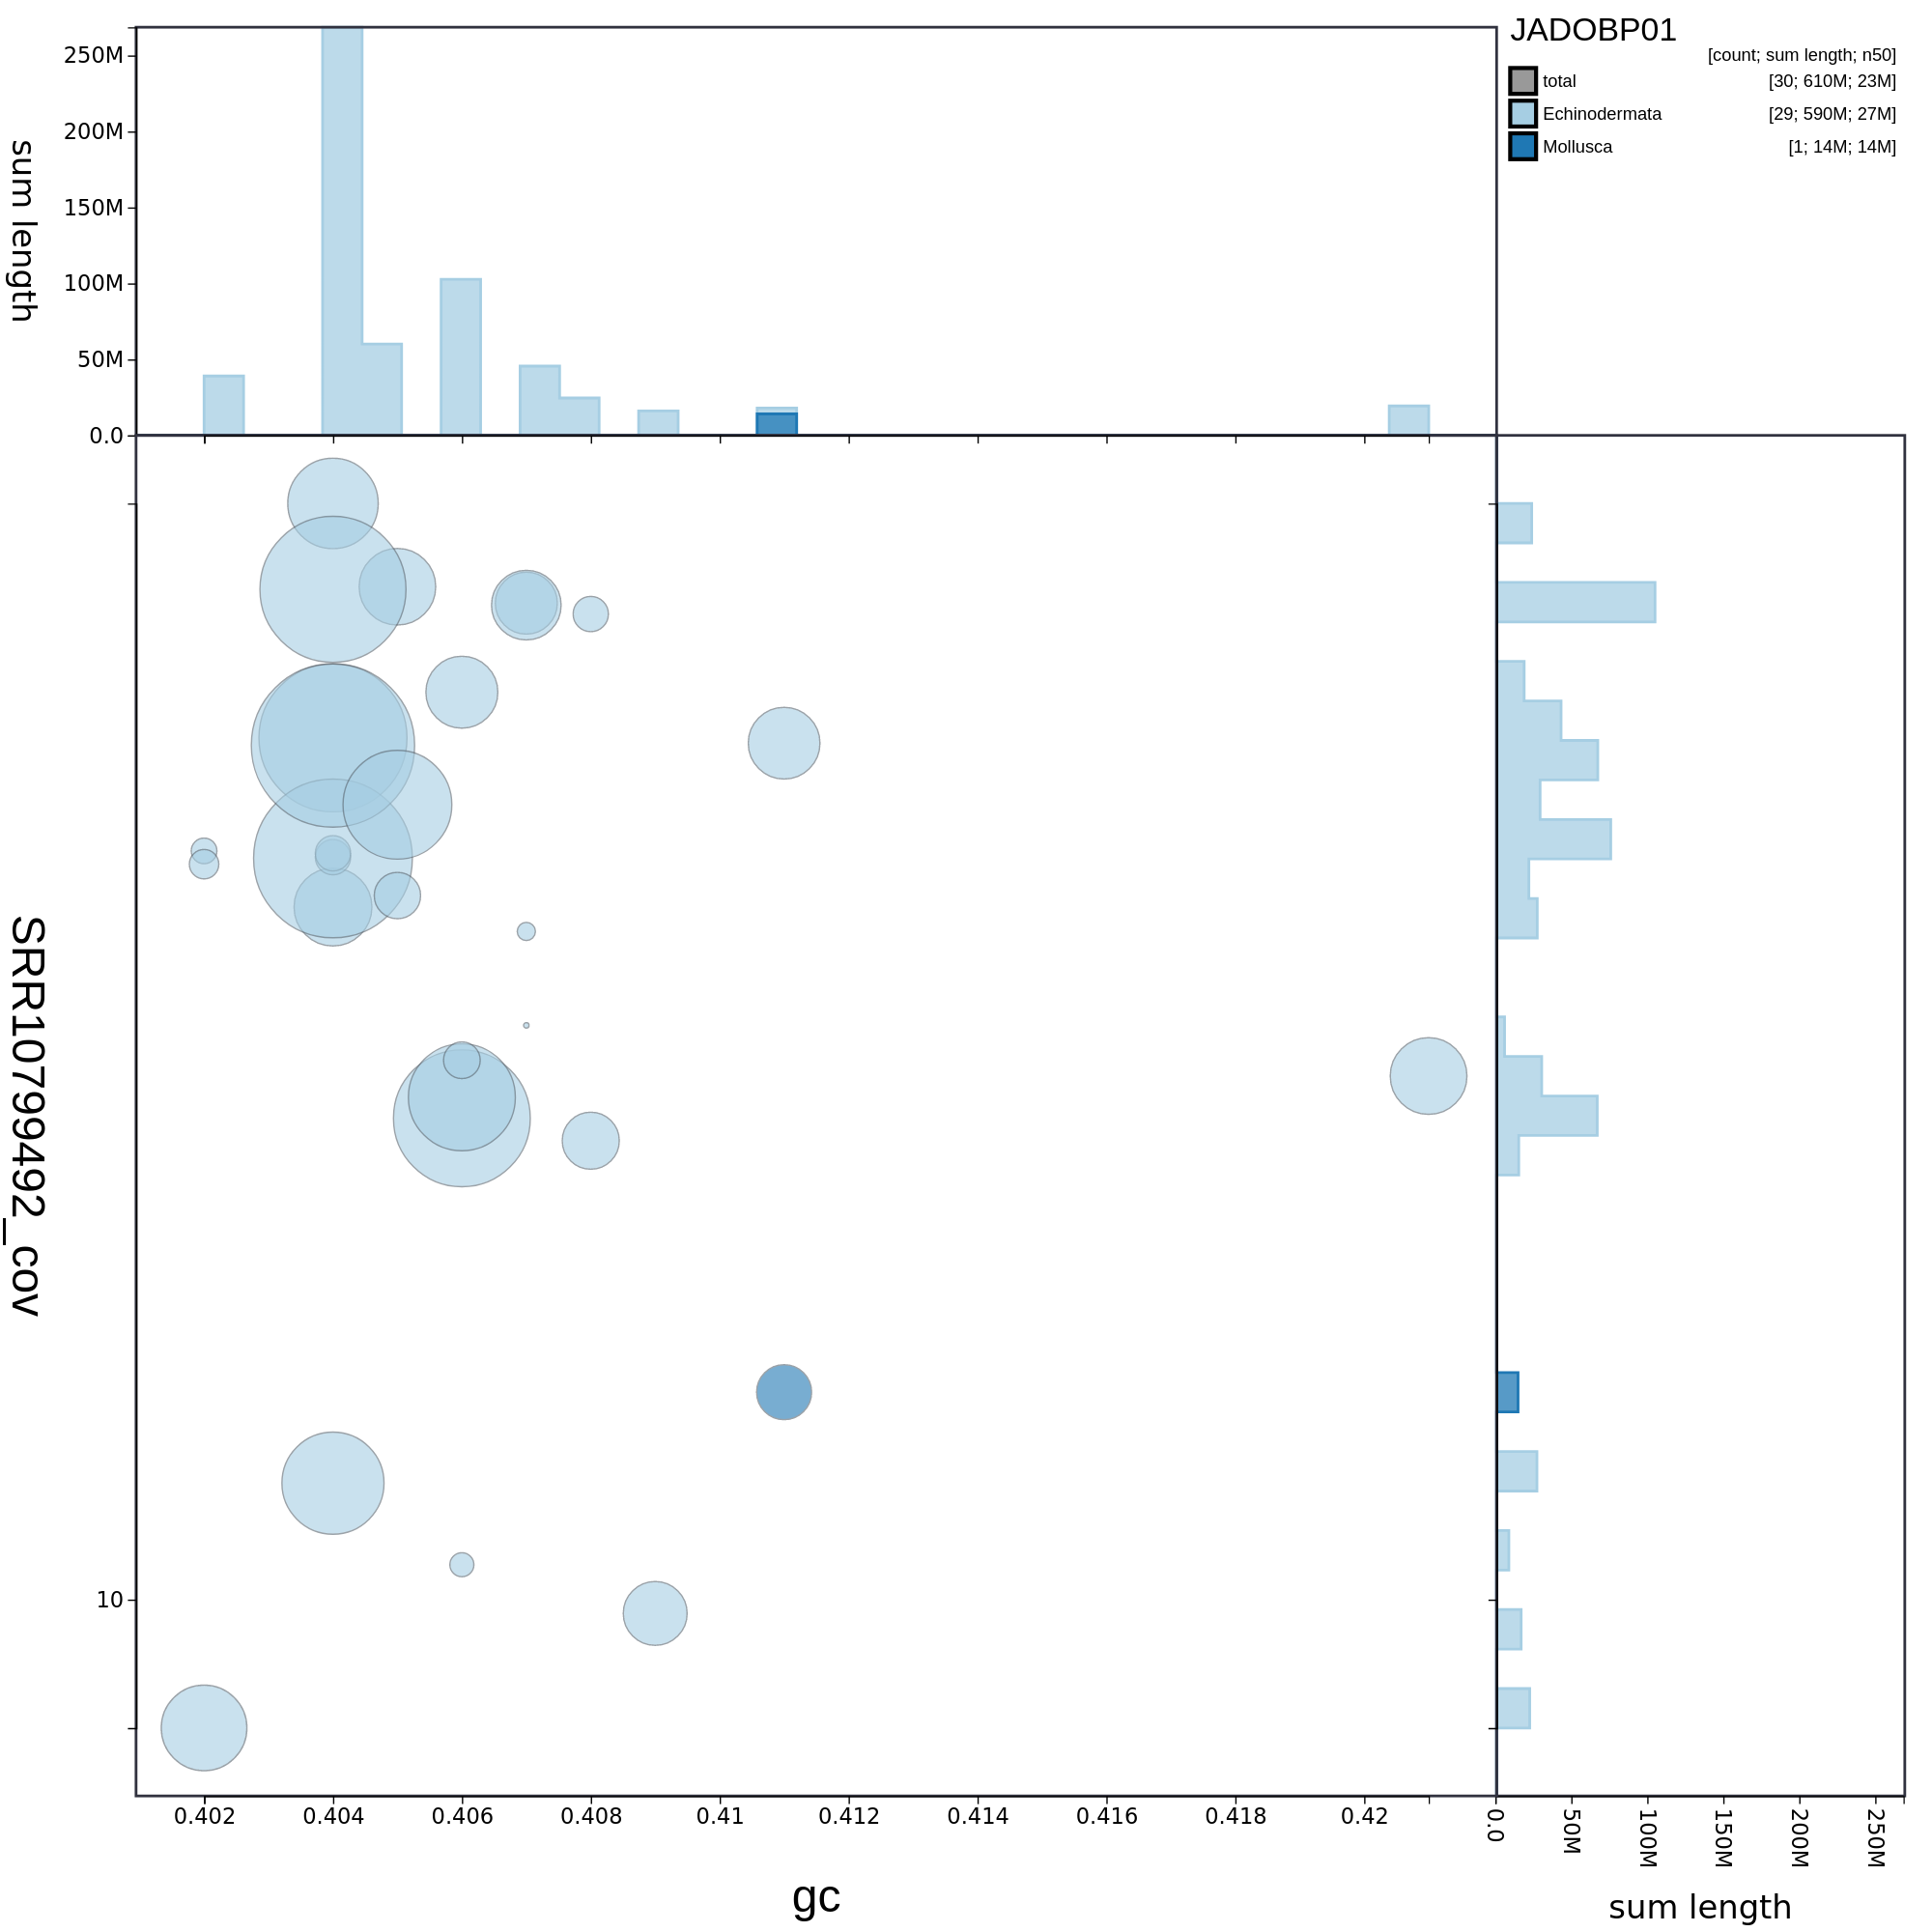 JADOBP01
[count; sum length; n50]
total [30; 610M; 23M]
Echinodermata [29; 590M; 27M]
Mollusca [1; 14M; 14M]
sum length
250M
200M
150M
100M
50M
0.0
SRR10799492_cov
10
0.402 0.404 0.406 0.408 0.41 0.412 0.414 0.416 0.418 0.42
gc
0.0 50M 100M 150M 200M 250M
sum length